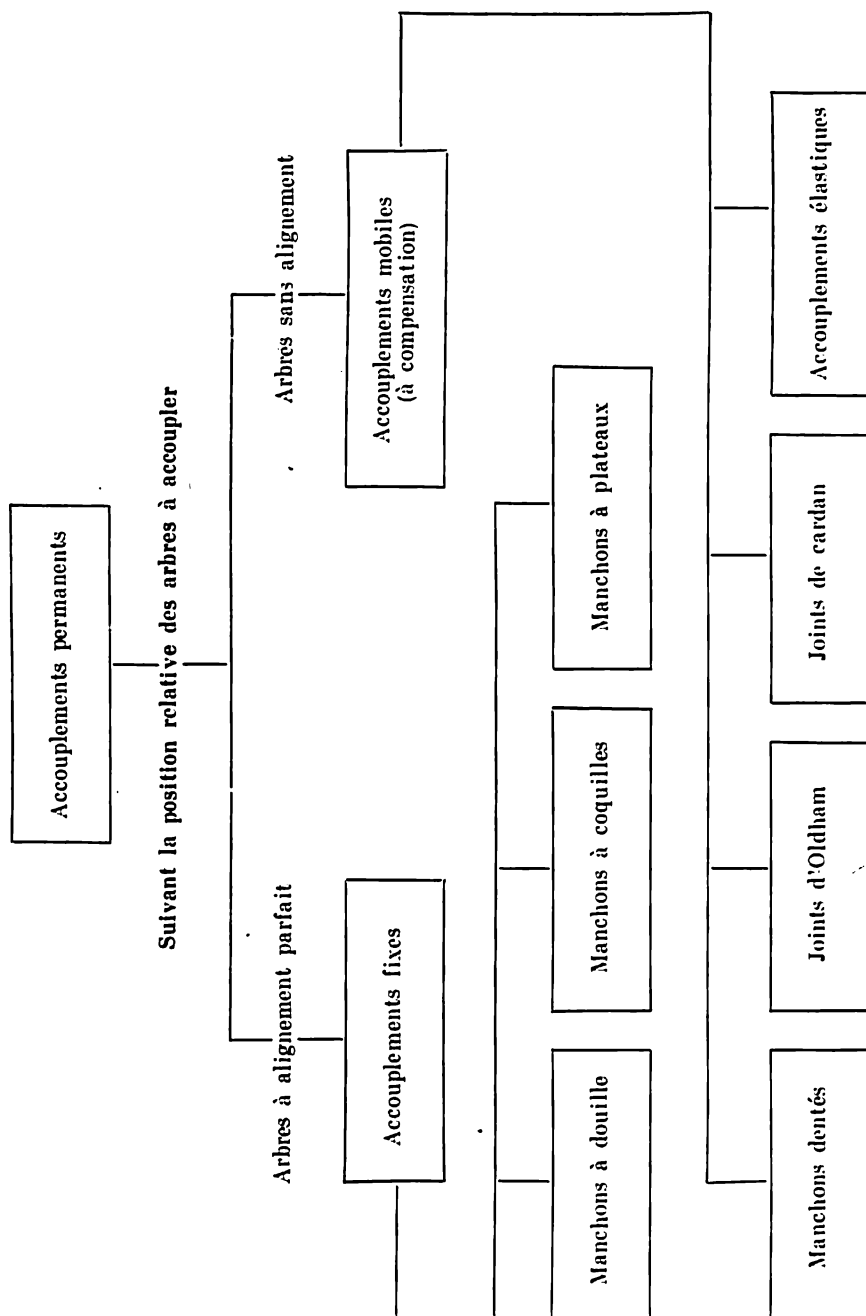 Accouplements permanents
Suivant la position relative des arbres à accoupler
Arbres à alignement parfait
Arbres sans alignement
Accouplements fixes
Accouplements mobiles
(à compensation)
Manchons à douille
Manchons à coquilles
Manchons à plateaux
Manchons dentés
Joints d'Oldham
Joints de cardan
Accouplements élastiques